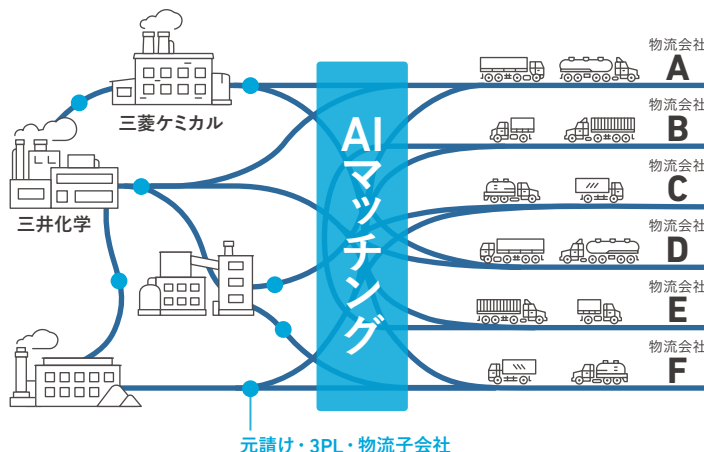 三菱ケミカル
三井化学
AIマッチング
物流会社
A
物流会社
B
物流会社
C
物流会社
D
物流会社
E
物流会社
F
元請け・3PL・物流子会社